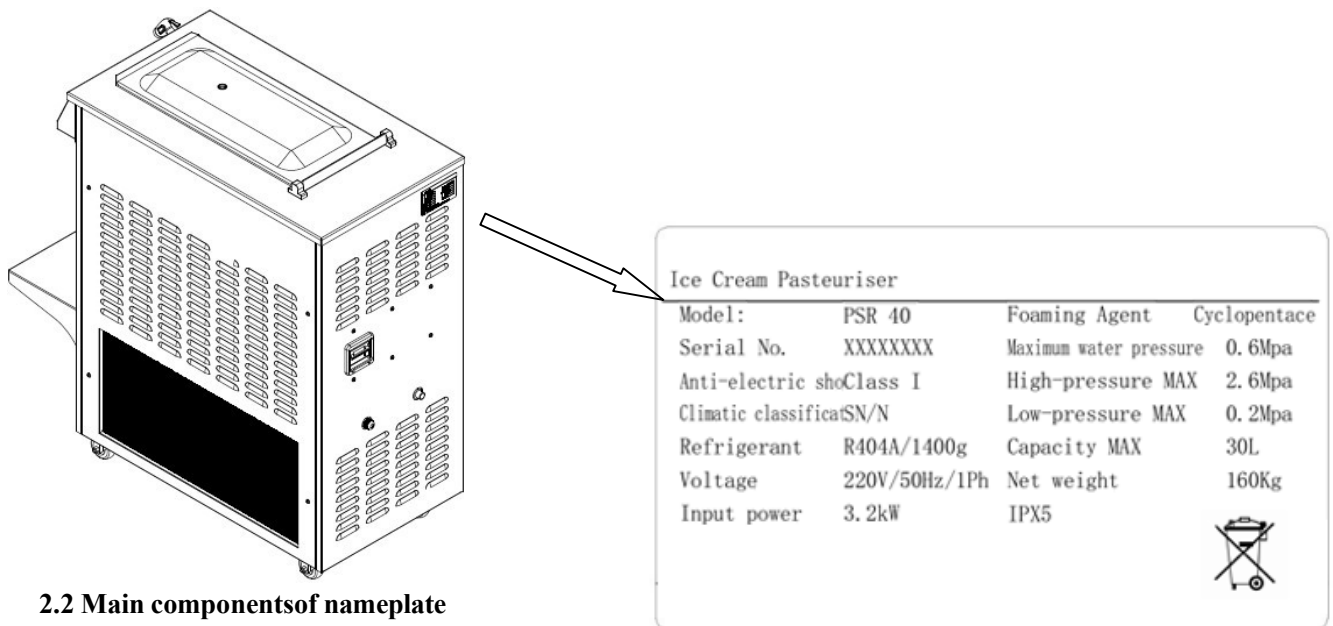 Ice Cream Pasteuriser
Model: PSR 40 Foaming Agent Cyclopentace
Serial No. XXXXXXXX Maximum water pressure 0.6Mpa
Anti-electric shoClass I High-pressure MAX 2.6Mpa
Climatic classificatSN/N Low-pressure MAX 0.2Mpa
Refrigerant R404A/1400g Capacity MAX 30L
Voltage 220V/50Hz/1Ph Net weight 160Kg
Input power 3.2kW IPX5
2.2 Main componentsof nameplate